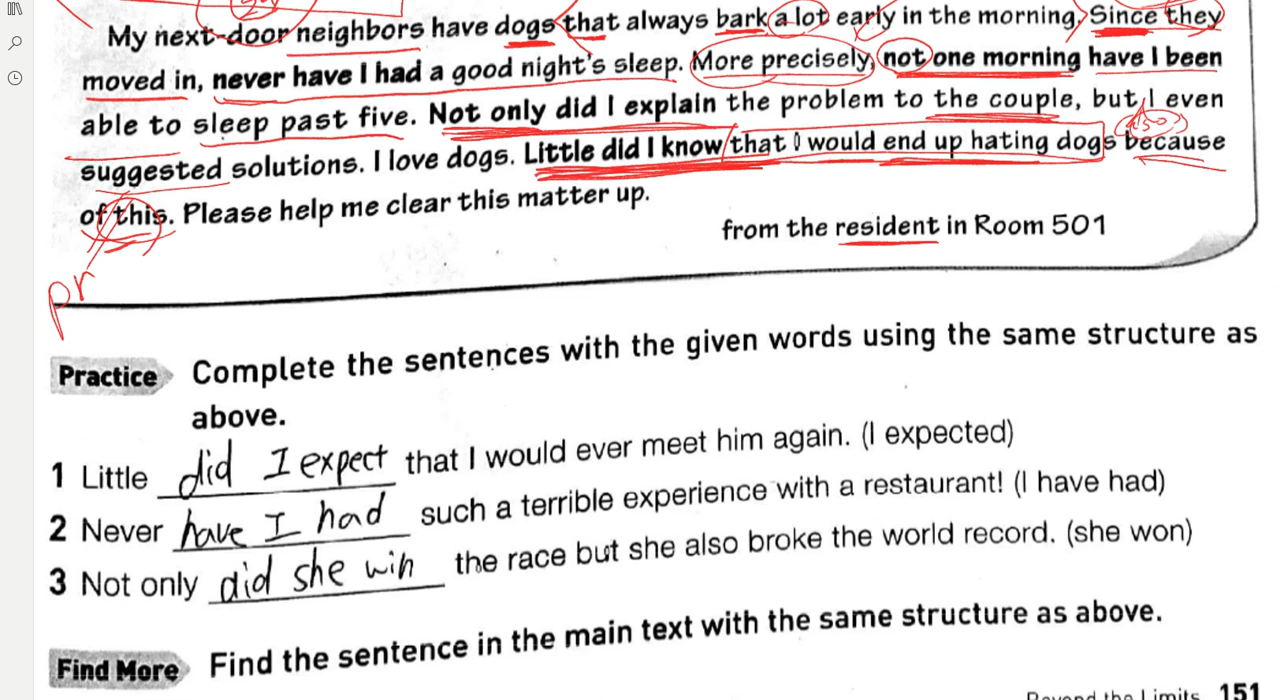 My next-door neighbors have dogs that always bark a lot early in the morning. Since they
moved in, never have I had a good night's sleep. More precisely, not one morning have I been
able to sleep past five. Not only did I explain the problem to the couple, but I even
(also)
suggested solutions. I love dogs. Little did I know that I would end up hating dogs because
of this. Please help me clear this matter up.
from the resident in Room 501
pr
Practice Complete the sentences with the given words using the same structure as
above.
1 Little did I expect that I would ever meet him again. (I expected)
2 Never have I had such a terrible experience with a restaurant! (I have had)
3 Not only did she win the race but she also broke the world record. (she won)
Find More Find the sentence in the main text with the same structure as above.
Beyond the Limits 151